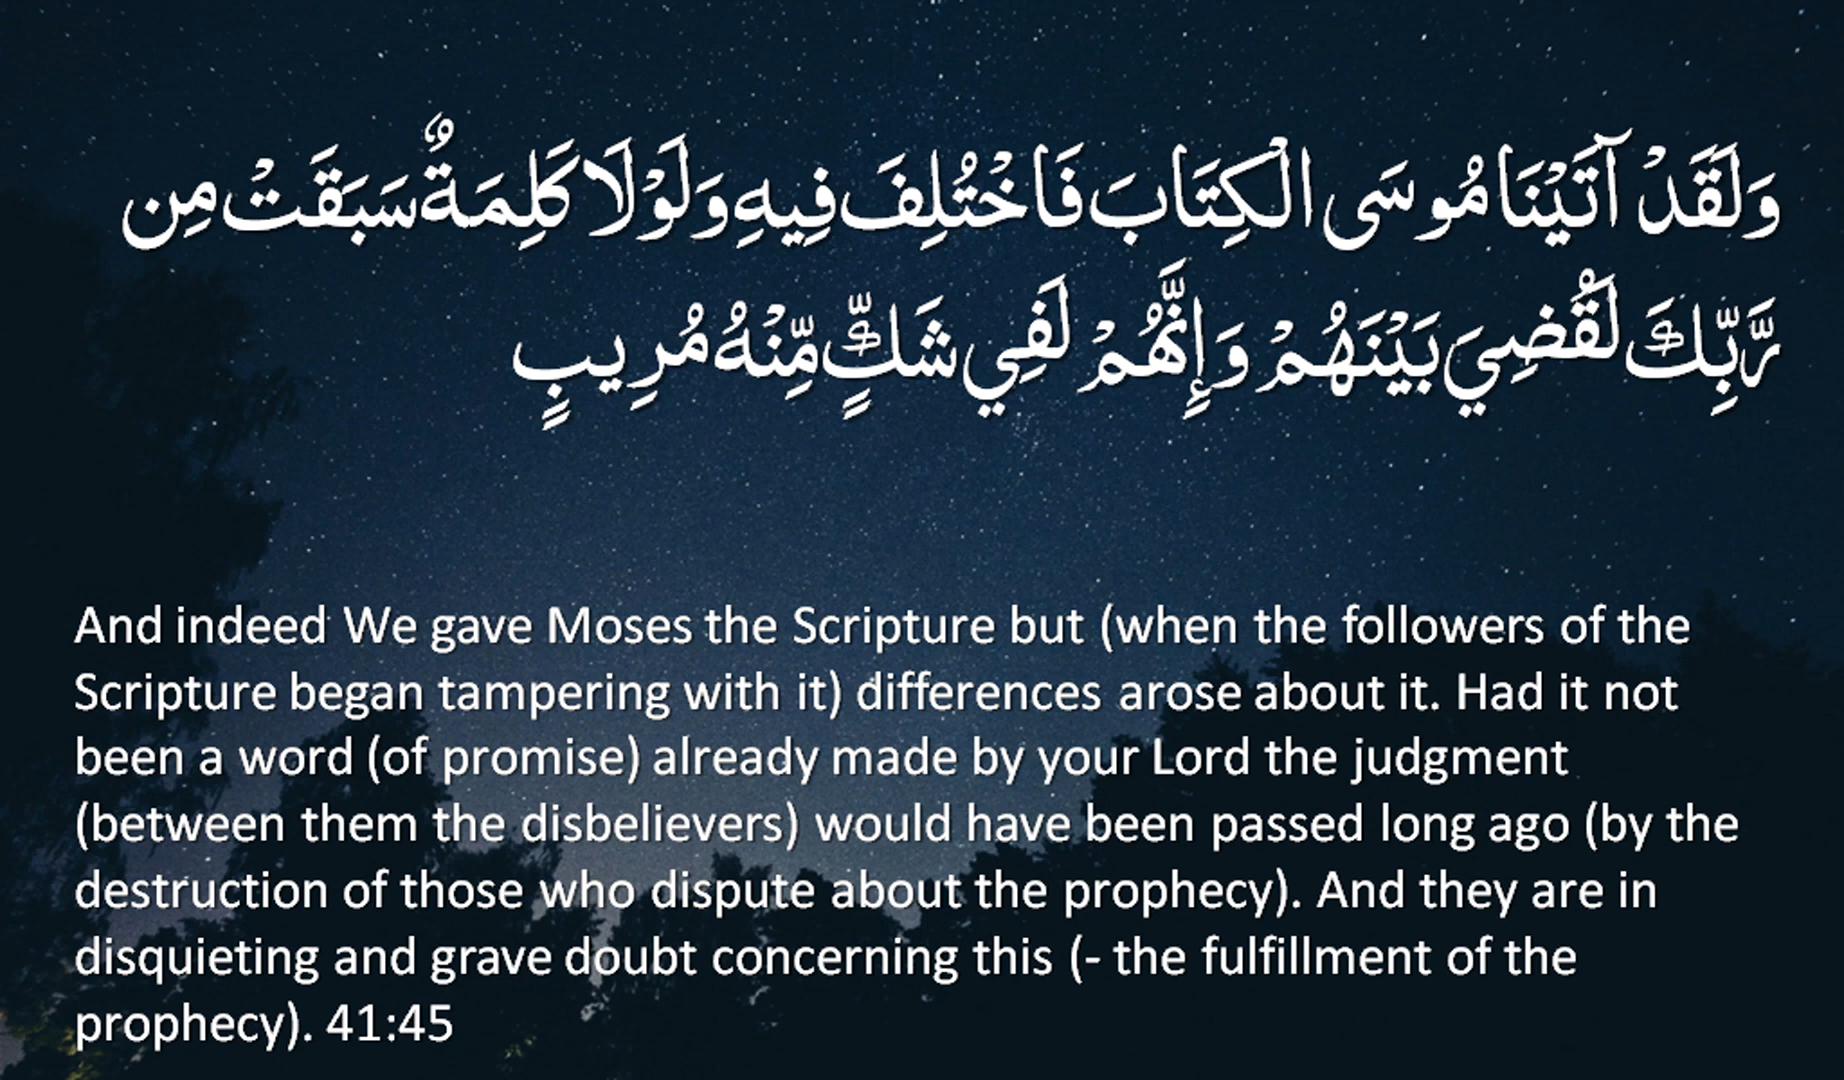 وَلَقَدْ آتَيْنَا مُوسَى الْكِتَابَ فَاخْتُلِفَ فِيهِ وَلَوْلَا كَلِمَةٌ سَبَقَتْ مِن
رَّبِّكَ لَقُضِيَ بَيْنَهُمْ وَإِنَّهُمْ لَفِي شَكٍّ مِّنْهُ مُرِيبٍ
And indeed We gave Moses the Scripture but (when the followers of the
Scripture began tampering with it) differences arose about it. Had it not
been a word (of promise) already made by your Lord the judgment
(between them the disbelievers) would have been passed long ago (by the
destruction of those who dispute about the prophecy). And they are in
disquieting and grave doubt concerning this (- the fulfillment of the
prophecy). 41:45